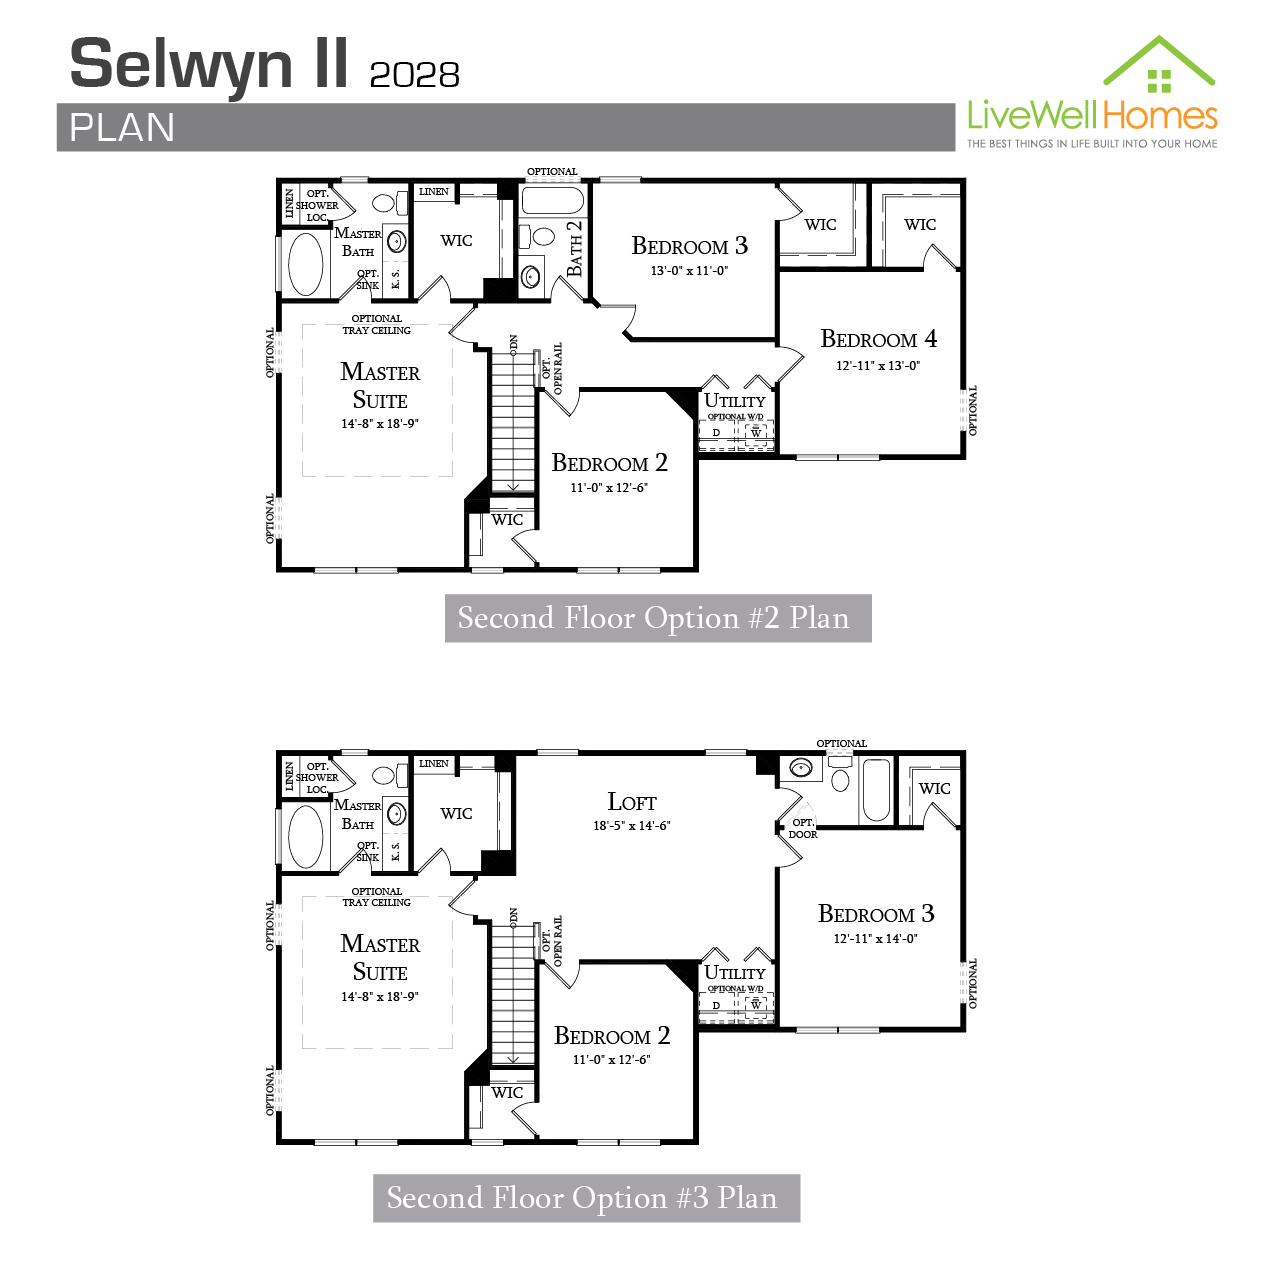 Selwyn II 2028
PLAN
LiveWell Homes
THE BEST THINGS IN LIFE BUILT INTO YOUR HOME
OPTIONAL
LINEN
OPT.
SHOWER
LOC.
LINEN
MASTER
BATH
WIC
BATH 2
BEDROOM 3
13'-0" x 11'-0"
WIC
WIC
OPT.
SINK
K. S.
OPTIONAL
TRAY CEILING
OPTIONAL
MASTER
SUITE
14'-8" x 18'-9"
DN
OPT.
OPEN RAIL
BEDROOM 4
12'-11" x 13'-0"
UTILITY
OPTIONAL W/D
D
W
OPTIONAL
BEDROOM 2
11'-0" x 12'-6"
OPTIONAL
WIC
Second Floor Option #2 Plan
OPTIONAL
LINEN
OPT.
SHOWER
LOC.
LINEN
MASTER
BATH
WIC
LOFT
18'-5" x 14'-6"
WIC
OPT.
DOOR
OPT.
SINK
K. S.
OPTIONAL
TRAY CEILING
OPTIONAL
MASTER
SUITE
14'-8" x 18'-9"
DN
OPT.
OPEN RAIL
BEDROOM 3
12'-11" x 14'-0"
UTILITY
OPTIONAL W/D
D
W
OPTIONAL
BEDROOM 2
11'-0" x 12'-6"
OPTIONAL
WIC
Second Floor Option #3 Plan